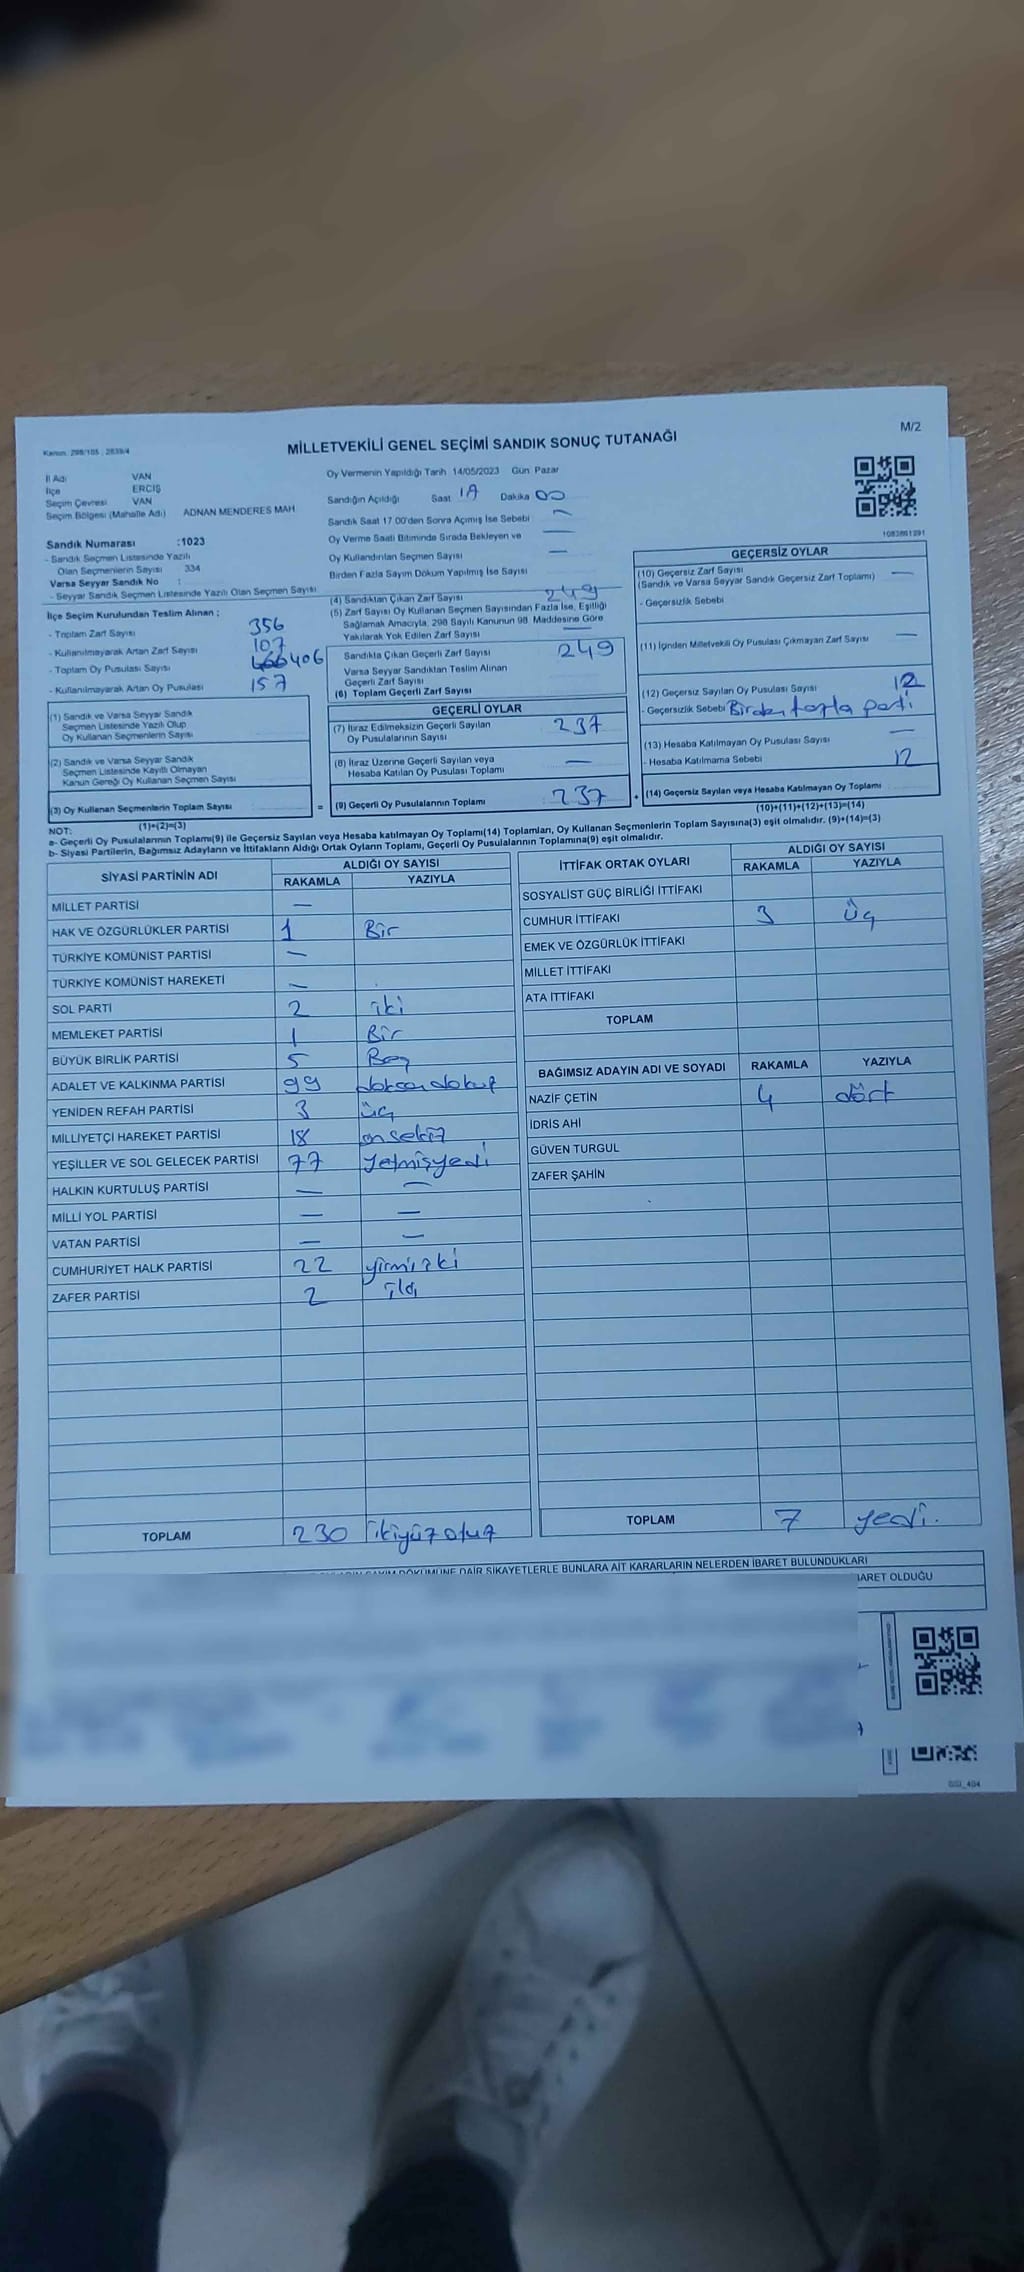 Kanun: 298/105 , 2839/4
MİLLETVEKİLİ GENEL SEÇİMİ SANDIK SONUÇ TUTANAĞI
M/2
İl Adı VAN
İlçe ERCİŞ
Seçim Çevresi VAN
Seçim Bölgesi (Mahalle Adı) ADNAN MENDERES MAH
Sandık Numarası :1023
- Sandık Seçmen Listesinde Yazılı
Olan Seçmenlerin Sayısı 334
Varsa Seyyar Sandık No :
- Seyyar Sandık Seçmen Listesinde Yazılı Olan Seçmen Sayısı
Oy Vermenin Yapıldığı Tarih 14/05/2023 Gün Pazar
Sandığın Açıldığı Saat Dakika 00
Sandık Saat 17.00'den Sonra Açımış İse Sebebi —
Oy Verme Saati Bitiminde Sırada Bekleyen ve —
Oy Kullandırılan Seçmen Sayısı —
Birden Fazla Sayım Döküm Yapılmış İse Sayısı
1083861291
İlçe Seçim Kurulundan Teslim Alınan ;
- Toplam Zarf Sayısı 356
- Kullanılmayarak Artan Zarf Sayısı 107
- Toplam Oy Pusulası Sayısı 406
- Kullanılmayarak Artan Oy Pusulası 157
(1) Sandık ve Varsa Seyyar Sandık
Seçmen Listesinde Yazılı Olup
Oy Kullanan Seçmenlerin Sayısı
(2) Sandık ve Varsa Seyyar Sandık
Seçmen Listesinde Kayıtlı Olmayan
Kanun Gereği Oy Kullanan Seçmen Sayısı
(3) Oy Kullanan Seçmenlerin Toplam Sayısı =
(1)+(2)=(3)
(4) Sandıktan Çıkan Zarf Sayısı 249
(5) Zarf Sayısı Oy Kullanan Seçmen Sayısından Fazla İse, Eşitliği
Sağlamak Amacıyla, 298 Sayılı Kanunun 98. Maddesine Göre
Yakılarak Yok Edilen Zarf Sayısı —
Sandıkta Çıkan Geçerli Zarf Sayısı 249
Varsa Seyyar Sandıktan Teslim Alınan
Geçerli Zarf Sayısı
(6) Toplam Geçerli Zarf Sayısı
GEÇERLİ OYLAR
(7) İtiraz Edilmeksizin Geçerli Sayılan
Oy Pusulalarının Sayısı 237
(8) İtiraz Üzerine Geçerli Sayılan veya
Hesaba Katılan Oy Pusulası Toplamı —
(9) Geçerli Oy Pusulalarının Toplamı 237 +
GEÇERSİZ OYLAR
(10) Geçersiz Zarf Sayısı
(Sandık ve Varsa Seyyar Sandık Geçersiz Zarf Toplamı) —
- Geçersizlik Sebebi
(11) İçinden Milletvekili Oy Pusulası Çıkmayan Zarf Sayısı —
(12) Geçersiz Sayılan Oy Pusulası Sayısı 12
- Geçersizlik Sebebi Birden fazla parti
(13) Hesaba Katılmayan Oy Pusulası Sayısı —
- Hesaba Katılmama Sebebi 12
(14) Geçersiz Sayılan veya Hesaba Katılmayan Oy Toplamı
(10)+(11)+(12)+(13)=(14)
NOT:
a- Geçerli Oy Pusulalarının Toplamı(9) ile Geçersiz Sayılan veya Hesaba katılmayan Oy Toplamı(14) Toplamları, Oy Kullanan Seçmenlerin Toplam Sayısına(3) eşit olmalıdır. (9)+(14)=(3)
b- Siyasi Partilerin, Bağımsız Adayların ve İttifakların Aldığı Ortak Oyların Toplamı, Geçerli Oy Pusulalarının Toplamına(9) eşit olmalıdır.
SİYASİ PARTİNİN ADI ALDIĞI OY SAYISI
RAKAMLA YAZIYLA
MİLLET PARTİSİ —
HAK VE ÖZGÜRLÜKLER PARTİSİ 1 Bir
TÜRKİYE KOMÜNİST PARTİSİ —
TÜRKİYE KOMÜNİST HAREKETİ —
SOL PARTİ 2 iki
MEMLEKET PARTİSİ 1 Bir
BÜYÜK BİRLİK PARTİSİ 5 Beş
ADALET VE KALKINMA PARTİSİ 99 doksandokuz
YENİDEN REFAH PARTİSİ 3 üç
MİLLİYETÇİ HAREKET PARTİSİ 18 onsekiz
YEŞİLLER VE SOL GELECEK PARTİSİ 77 yetmişyedi
HALKIN KURTULUŞ PARTİSİ — —
MİLLİ YOL PARTİSİ — —
VATAN PARTİSİ — —
CUMHURİYET HALK PARTİSİ 22 yirmiiki
ZAFER PARTİSİ 2 iki
TOPLAM 230 ikiyüzotuz
İTTİFAK ORTAK OYLARI ALDIĞI OY SAYISI
RAKAMLA YAZIYLA
SOSYALİST GÜÇ BİRLİĞİ İTTİFAKI
CUMHUR İTTİFAKI 3 üç
EMEK VE ÖZGÜRLÜK İTTİFAKI
MİLLET İTTİFAKI
ATA İTTİFAKI
TOPLAM
BAĞIMSIZ ADAYIN ADI VE SOYADI RAKAMLA YAZIYLA
NAZİF ÇETİN 4 dört
İDRİS AHİ
GÜVEN TURGUL
ZAFER ŞAHİN
TOPLAM 7 yedi.
DÖKÜMÜNE DAİR ŞİKAYETLERLE BUNLARA AİT KARARLARIN NELERDEN İBARET BULUNDUKLARI
OLDUĞU